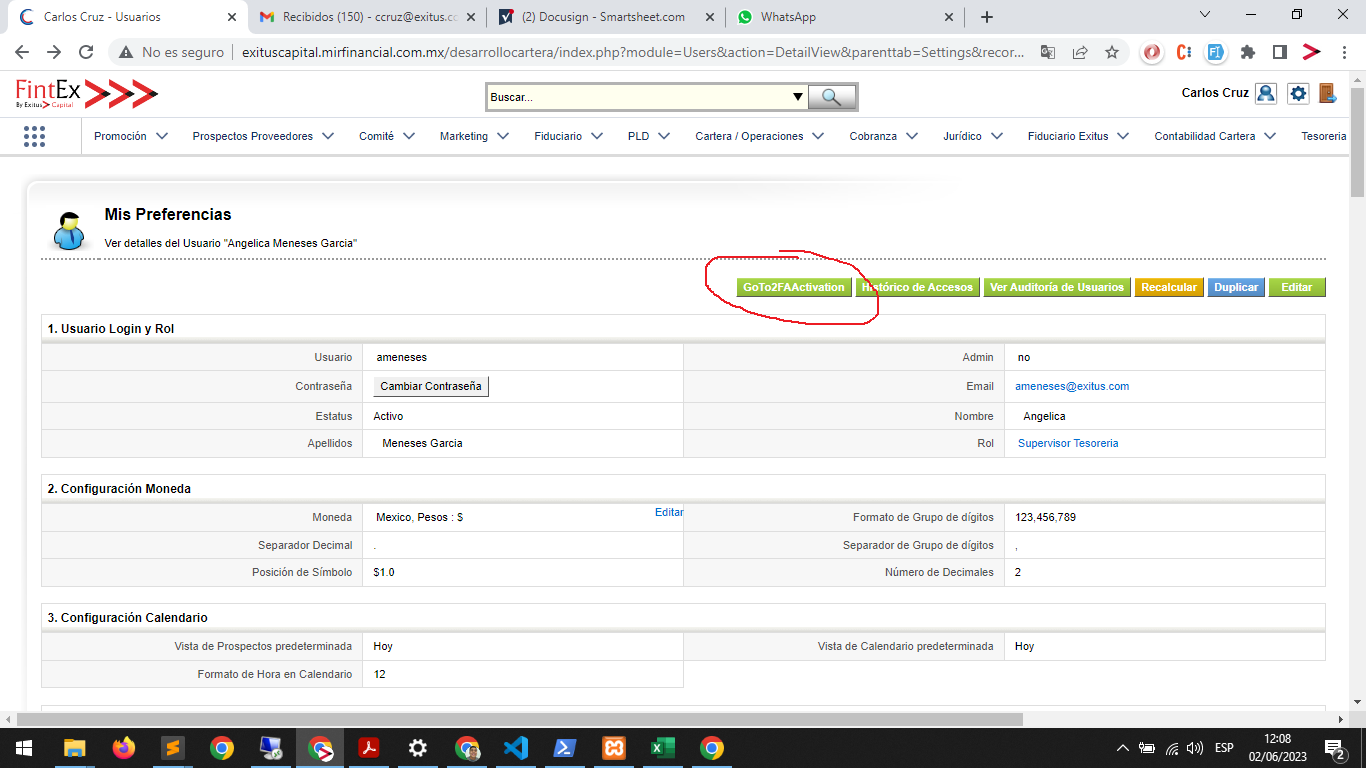 Carlos Cruz - Usuarios
Recibidos (150) - ccruz@exitus.cc
(2) Docusign - Smartsheet.com
WhatsApp
No es seguro
exituscapital.mirfinancial.com.mx/desarrollocartera/index.php?module=Users&action=DetailView&parenttab=Settings&recor...
FintEx
By Exitus Capital
Buscar...
Carlos Cruz
Promoción
Prospectos Proveedores
Comité
Marketing
Fiduciario
PLD
Cartera / Operaciones
Cobranza
Jurídico
Fiduciario Exitus
Contabilidad Cartera
Tesoreria
Mis Preferencias
Ver detalles del Usuario "Angelica Meneses Garcia"
GoTo2FAActivation
Histórico de Accesos
Ver Auditoría de Usuarios
Recalcular
Duplicar
Editar
1. Usuario Login y Rol
Usuario ameneses Admin no
Contraseña Cambiar Contraseña Email ameneses@exitus.com
Estatus Activo Nombre Angelica
Apellidos Meneses Garcia Rol Supervisor Tesoreria
2. Configuración Moneda
Moneda Mexico, Pesos : $ Editar Formato de Grupo de dígitos 123,456,789
Separador Decimal . Separador de Grupo de dígitos ,
Posición de Símbolo $1.0 Número de Decimales 2
3. Configuración Calendario
Vista de Prospectos predeterminada Hoy Vista de Calendario predeterminada Hoy
Formato de Hora en Calendario 12
ESP
12:08
02/06/2023
2